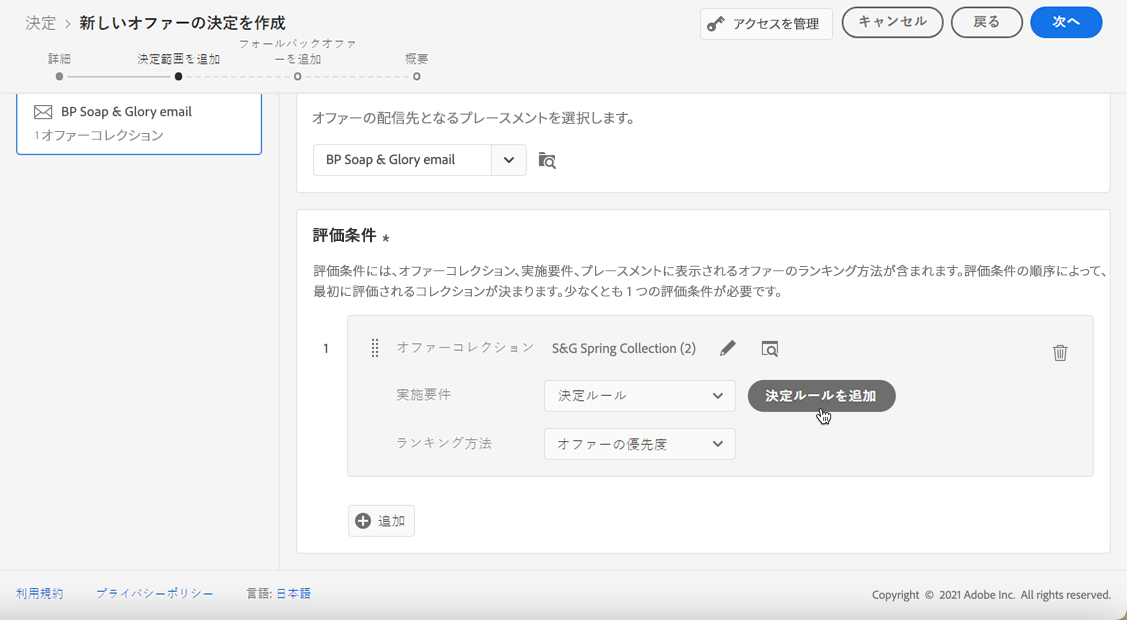 決定 > 新しいオファーの決定を作成
アクセスを管理
キャンセル
戻る
次へ
詳細
決定範囲を追加
フォールバックオファ
ーを追加
概要
BP Soap & Glory email
1オファーコレクション
オファーの配信先となるプレースメントを選択します。
BP Soap & Glory email
評価条件 *
評価条件には、オファーコレクション、実施要件、プレースメントに表示されるオファーのランキング方法が含まれます。評価条件の順序によって、
最初に評価されるコレクションが決まります。少なくとも 1 つの評価条件が必要です。
1
オファーコレクション
S&G Spring Collection (2)
実施要件
決定ルール
決定ルールを追加
ランキング方法
オファーの優先度
追加
利用規約
プライバシーポリシー
言語: 日本語
Copyright © 2021 Adobe Inc. All rights reserved.